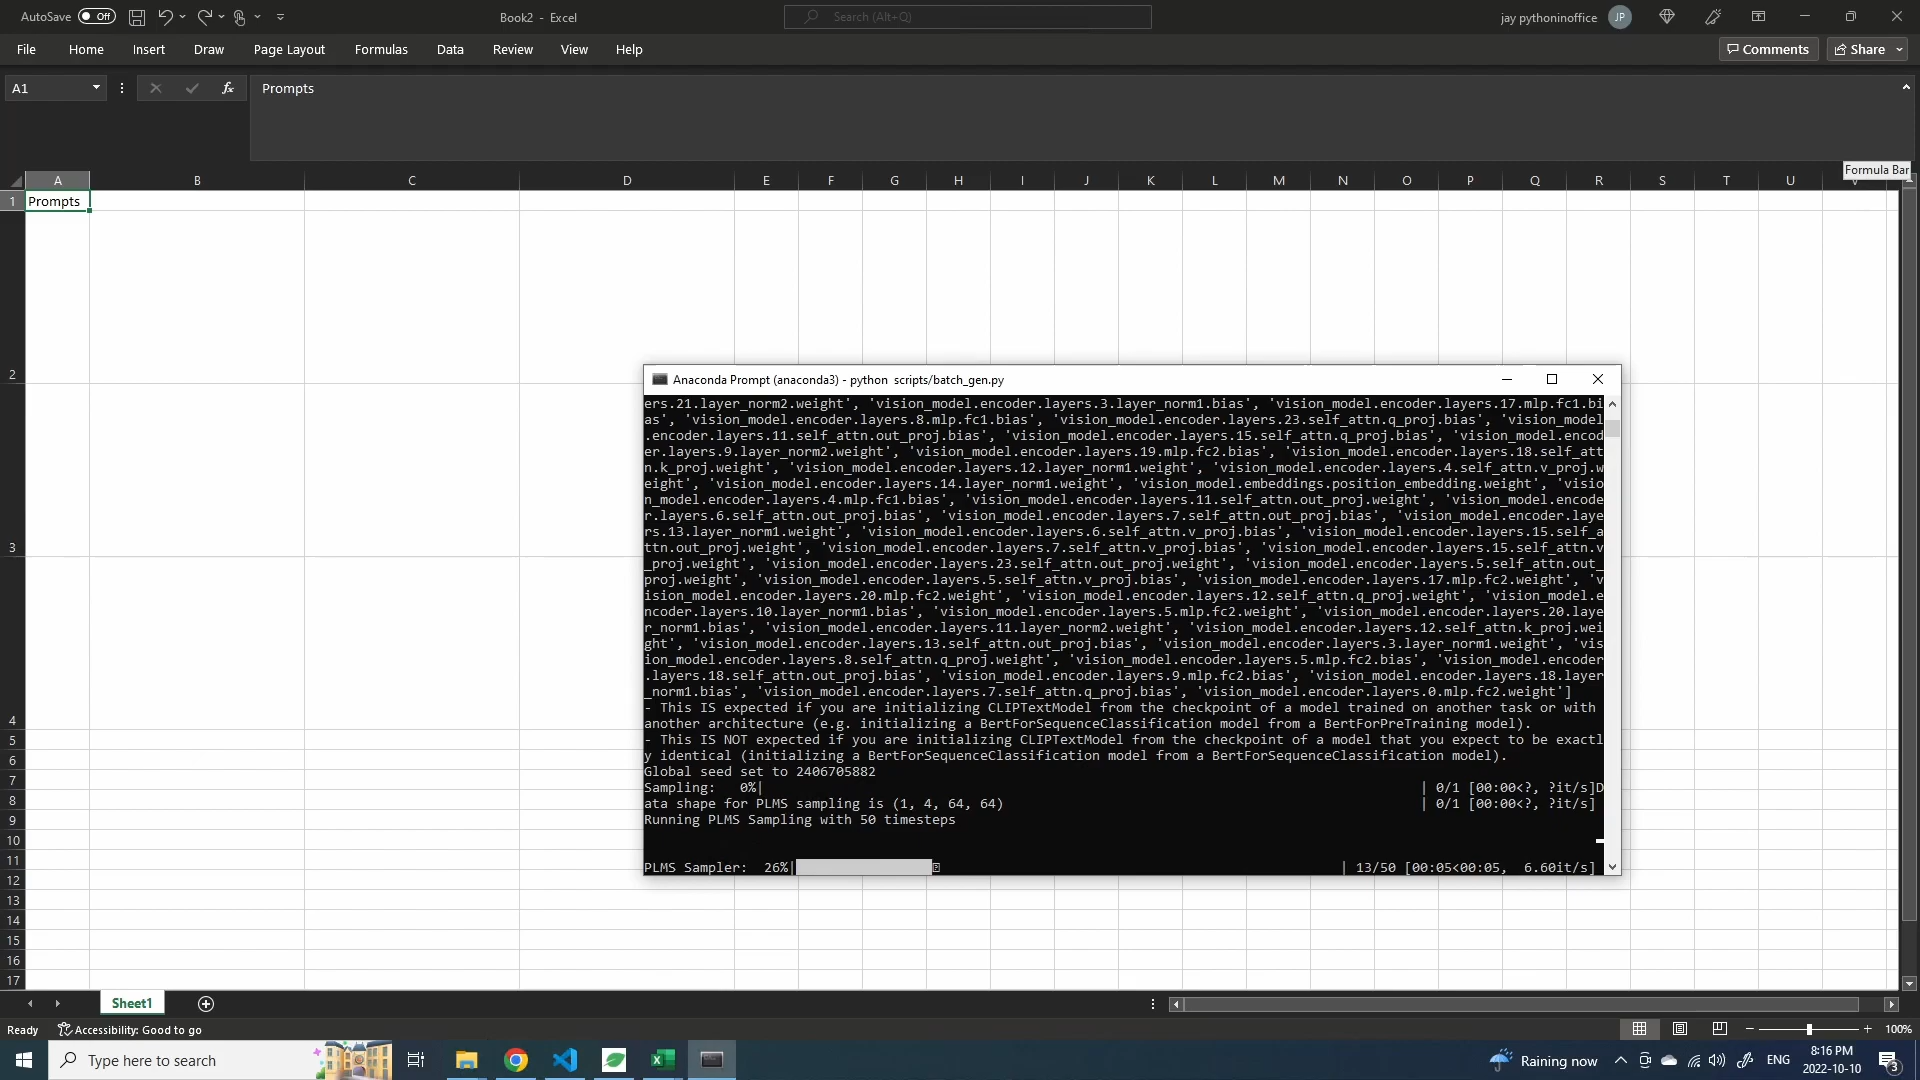 AutoSave Off
Book2 - Excel
Search (Alt+Q)
jay pythoninoffice JP
File Home Insert Draw Page Layout Formulas Data Review View Help
Comments Share
A1 fx Prompts
Formula Bar
A B C D E F G H I J K L M N O P Q R S T U V
1 Prompts
2
3
4
5
6
7
8
9
10
11
12
13
14
15
16
17
Anaconda Prompt (anaconda3) - python scripts/batch_gen.py
ers.21.layer_norm2.weight', 'vision_model.encoder.layers.3.layer_norm1.bias', 'vision_model.encoder.layers.17.mlp.fc1.bi
as', 'vision_model.encoder.layers.8.mlp.fc1.bias', 'vision_model.encoder.layers.23.self_attn.q_proj.bias', 'vision_model
.encoder.layers.11.self_attn.out_proj.bias', 'vision_model.encoder.layers.15.self_attn.q_proj.bias', 'vision_model.encod
er.layers.9.layer_norm2.weight', 'vision_model.encoder.layers.19.mlp.fc2.bias', 'vision_model.encoder.layers.18.self_att
n.k_proj.weight', 'vision_model.encoder.layers.12.layer_norm1.weight', 'vision_model.encoder.layers.4.self_attn.v_proj.w
eight', 'vision_model.encoder.layers.14.layer_norm1.weight', 'vision_model.embeddings.position_embedding.weight', 'visio
n_model.encoder.layers.4.mlp.fc1.bias', 'vision_model.encoder.layers.11.self_attn.out_proj.weight', 'vision_model.encode
r.layers.6.self_attn.out_proj.bias', 'vision_model.encoder.layers.7.self_attn.out_proj.bias', 'vision_model.encoder.laye
rs.13.layer_norm1.weight', 'vision_model.encoder.layers.6.self_attn.v_proj.bias', 'vision_model.encoder.layers.15.self_a
ttn.out_proj.weight', 'vision_model.encoder.layers.7.self_attn.v_proj.bias', 'vision_model.encoder.layers.15.self_attn.v
_proj.weight', 'vision_model.encoder.layers.23.self_attn.out_proj.weight', 'vision_model.encoder.layers.5.self_attn.out_
proj.weight', 'vision_model.encoder.layers.5.self_attn.v_proj.bias', 'vision_model.encoder.layers.17.mlp.fc2.weight', 'v
ision_model.encoder.layers.20.mlp.fc2.weight', 'vision_model.encoder.layers.12.self_attn.q_proj.weight', 'vision_model.e
ncoder.layers.10.layer_norm1.bias', 'vision_model.encoder.layers.5.mlp.fc2.weight', 'vision_model.encoder.layers.20.laye
r_norm1.bias', 'vision_model.encoder.layers.11.layer_norm2.weight', 'vision_model.encoder.layers.12.self_attn.k_proj.wei
ght', 'vision_model.encoder.layers.13.self_attn.out_proj.bias', 'vision_model.encoder.layers.3.layer_norm1.weight', 'vis
ion_model.encoder.layers.8.self_attn.q_proj.weight', 'vision_model.encoder.layers.5.mlp.fc2.bias', 'vision_model.encoder
.layers.18.self_attn.out_proj.bias', 'vision_model.encoder.layers.9.mlp.fc2.bias', 'vision_model.encoder.layers.18.layer
_norm1.bias', 'vision_model.encoder.layers.7.self_attn.q_proj.bias', 'vision_model.encoder.layers.0.mlp.fc2.weight']
- This IS expected if you are initializing CLIPTextModel from the checkpoint of a model trained on another task or with
another architecture (e.g. initializing a BertForSequenceClassification model from a BertForPreTraining model).
- This IS NOT expected if you are initializing CLIPTextModel from the checkpoint of a model that you expect to be exactl
y identical (initializing a BertForSequenceClassification model from a BertForSequenceClassification model).
Global seed set to 2406705882
Sampling: 0%| | 0/1 [00:00<?, ?it/s]D
ata shape for PLMS sampling is (1, 4, 64, 64) | 0/1 [00:00<?, ?it/s]
Running PLMS Sampling with 50 timesteps
PLMS Sampler: 26%| | 13/50 [00:05<00:05, 6.60it/s]
Sheet1
Ready Accessibility: Good to go 100%
Type here to search
Raining now ENG 8:16 PM
2022-10-10 3